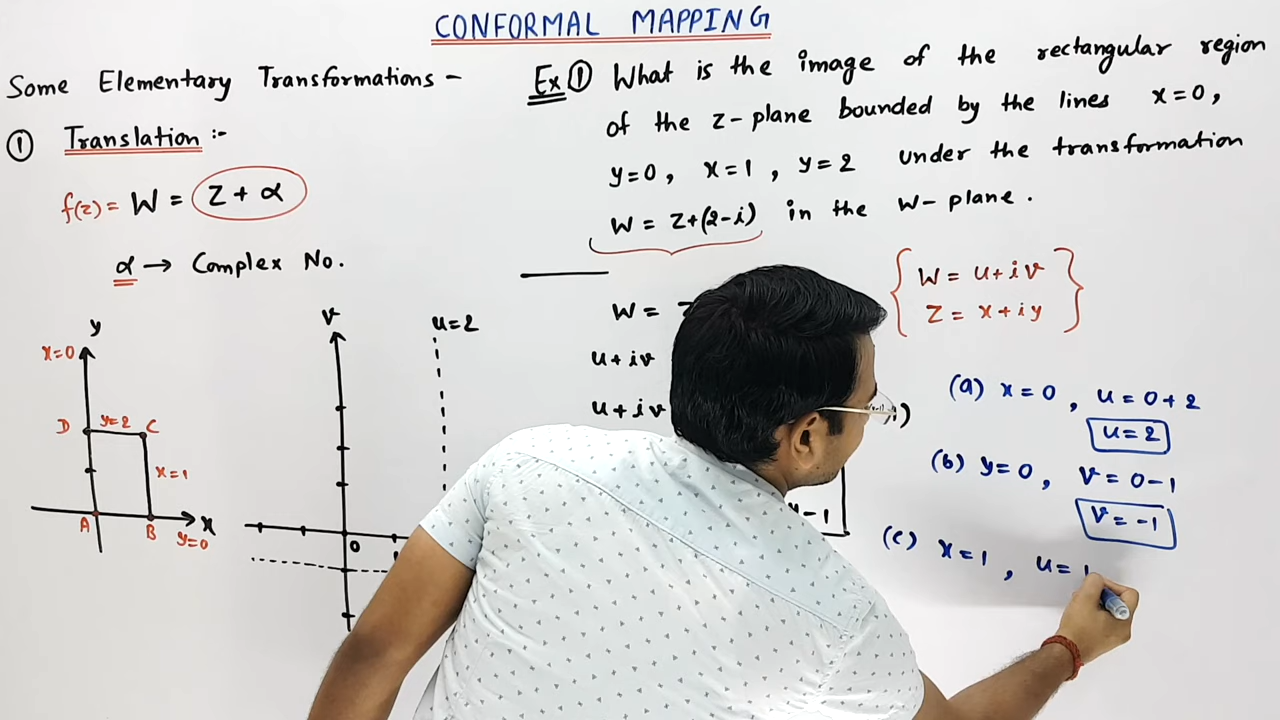 CONFORMAL MAPPING
Some Elementary Transformations -
① Translation :-
f(z) = W = Z + α
α → Complex No.
y
x=0
D
y=2
C
x=1
A
B
x
y=0
v
u=2
0
Ex ① What is the image of the rectangular region
of the z-plane bounded by the lines x=0,
y=0, x=1, y=2 under the transformation
W = Z+(2-i) in the W-plane.
W = u+iv
Z = x+iy
W =
u+iv
u+iv
(a) x=0, u=0+2
u=2
(b) y=0, v=0-1
v=-1
(c) x=1, u=1